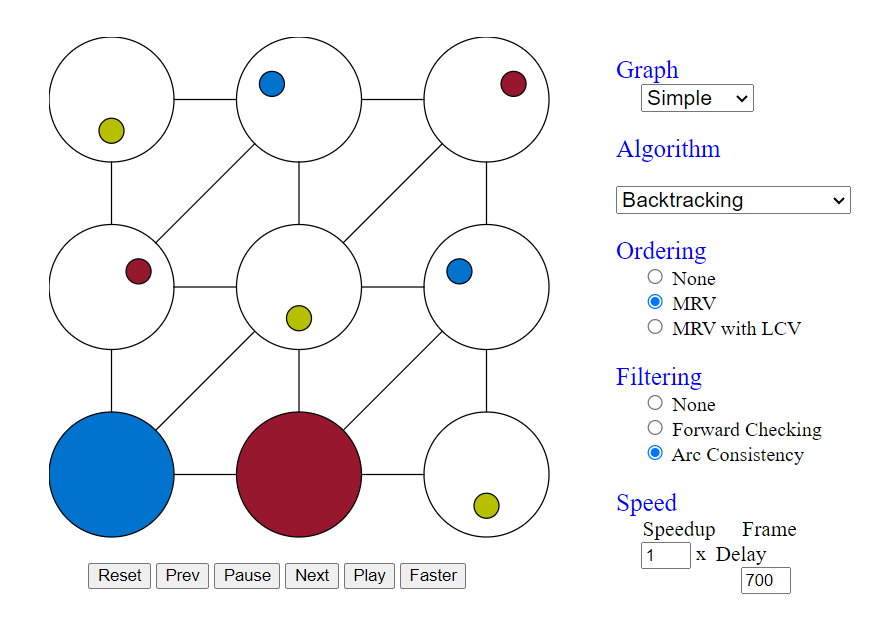 Graph
Simple
Algorithm
Backtracking
Ordering
None
MRV
MRV with LCV
Filtering
None
Forward Checking
Arc Consistency
Speed
Speedup Frame
1 x Delay
700
Reset Prev Pause Next Play Faster